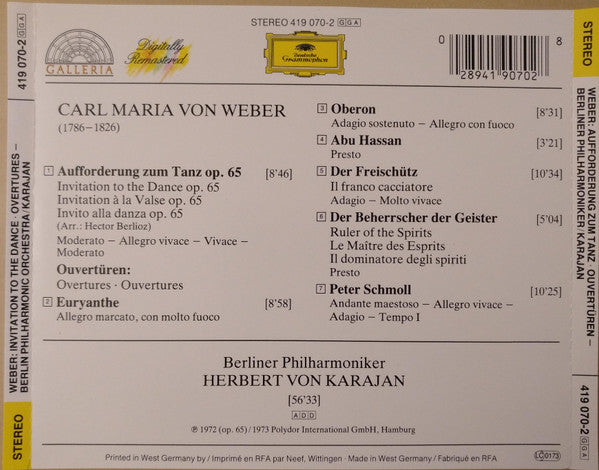 STEREO 419 070-2 GGA
GALLERIA
Digitally
Remastered
Deutsche
Grammophon
0 28941 90702 8
CARL MARIA VON WEBER
(1786–1826)
1 Aufforderung zum Tanz op. 65 [8'46]
Invitation to the Dance op. 65
Invitation à la Valse op. 65
Invito alla danza op. 65
(Arr.: Hector Berlioz)
Moderato – Allegro vivace – Vivace –
Moderato
Ouvertüren:
Overtures · Ouvertures
2 Euryanthe [8'58]
Allegro marcato, con molto fuoco
3 Oberon [8'31]
Adagio sostenuto – Allegro con fuoco
4 Abu Hassan [3'21]
Presto
5 Der Freischütz [10'34]
Il franco cacciatore
Adagio – Molto vivace
6 Der Beherrscher der Geister [5'04]
Ruler of the Spirits
Le Maître des Esprits
Il dominatore degli spiriti
Presto
7 Peter Schmoll [10'25]
Andante maestoso – Allegro vivace –
Adagio – Tempo I
Berliner Philharmoniker
HERBERT VON KARAJAN
[56'33]
ADD
℗ 1972 (op. 65) / 1973 Polydor International GmbH, Hamburg
Printed in West Germany by / Imprimé en RFA par Neef, Wittingen · Made in West Germany / Fabriqué en RFA
LC 0173
STEREO
WEBER: INVITATION TO THE DANCE · OVERTURES –
BERLIN PHILHARMONIC ORCHESTRA/KARAJAN
419 070-2 GGA
STEREO
WEBER: AUFFORDERUNG ZUM TANZ · OUVERTÜREN –
BERLINER PHILHARMONIKER/KARAJAN
419 070-2 GGA